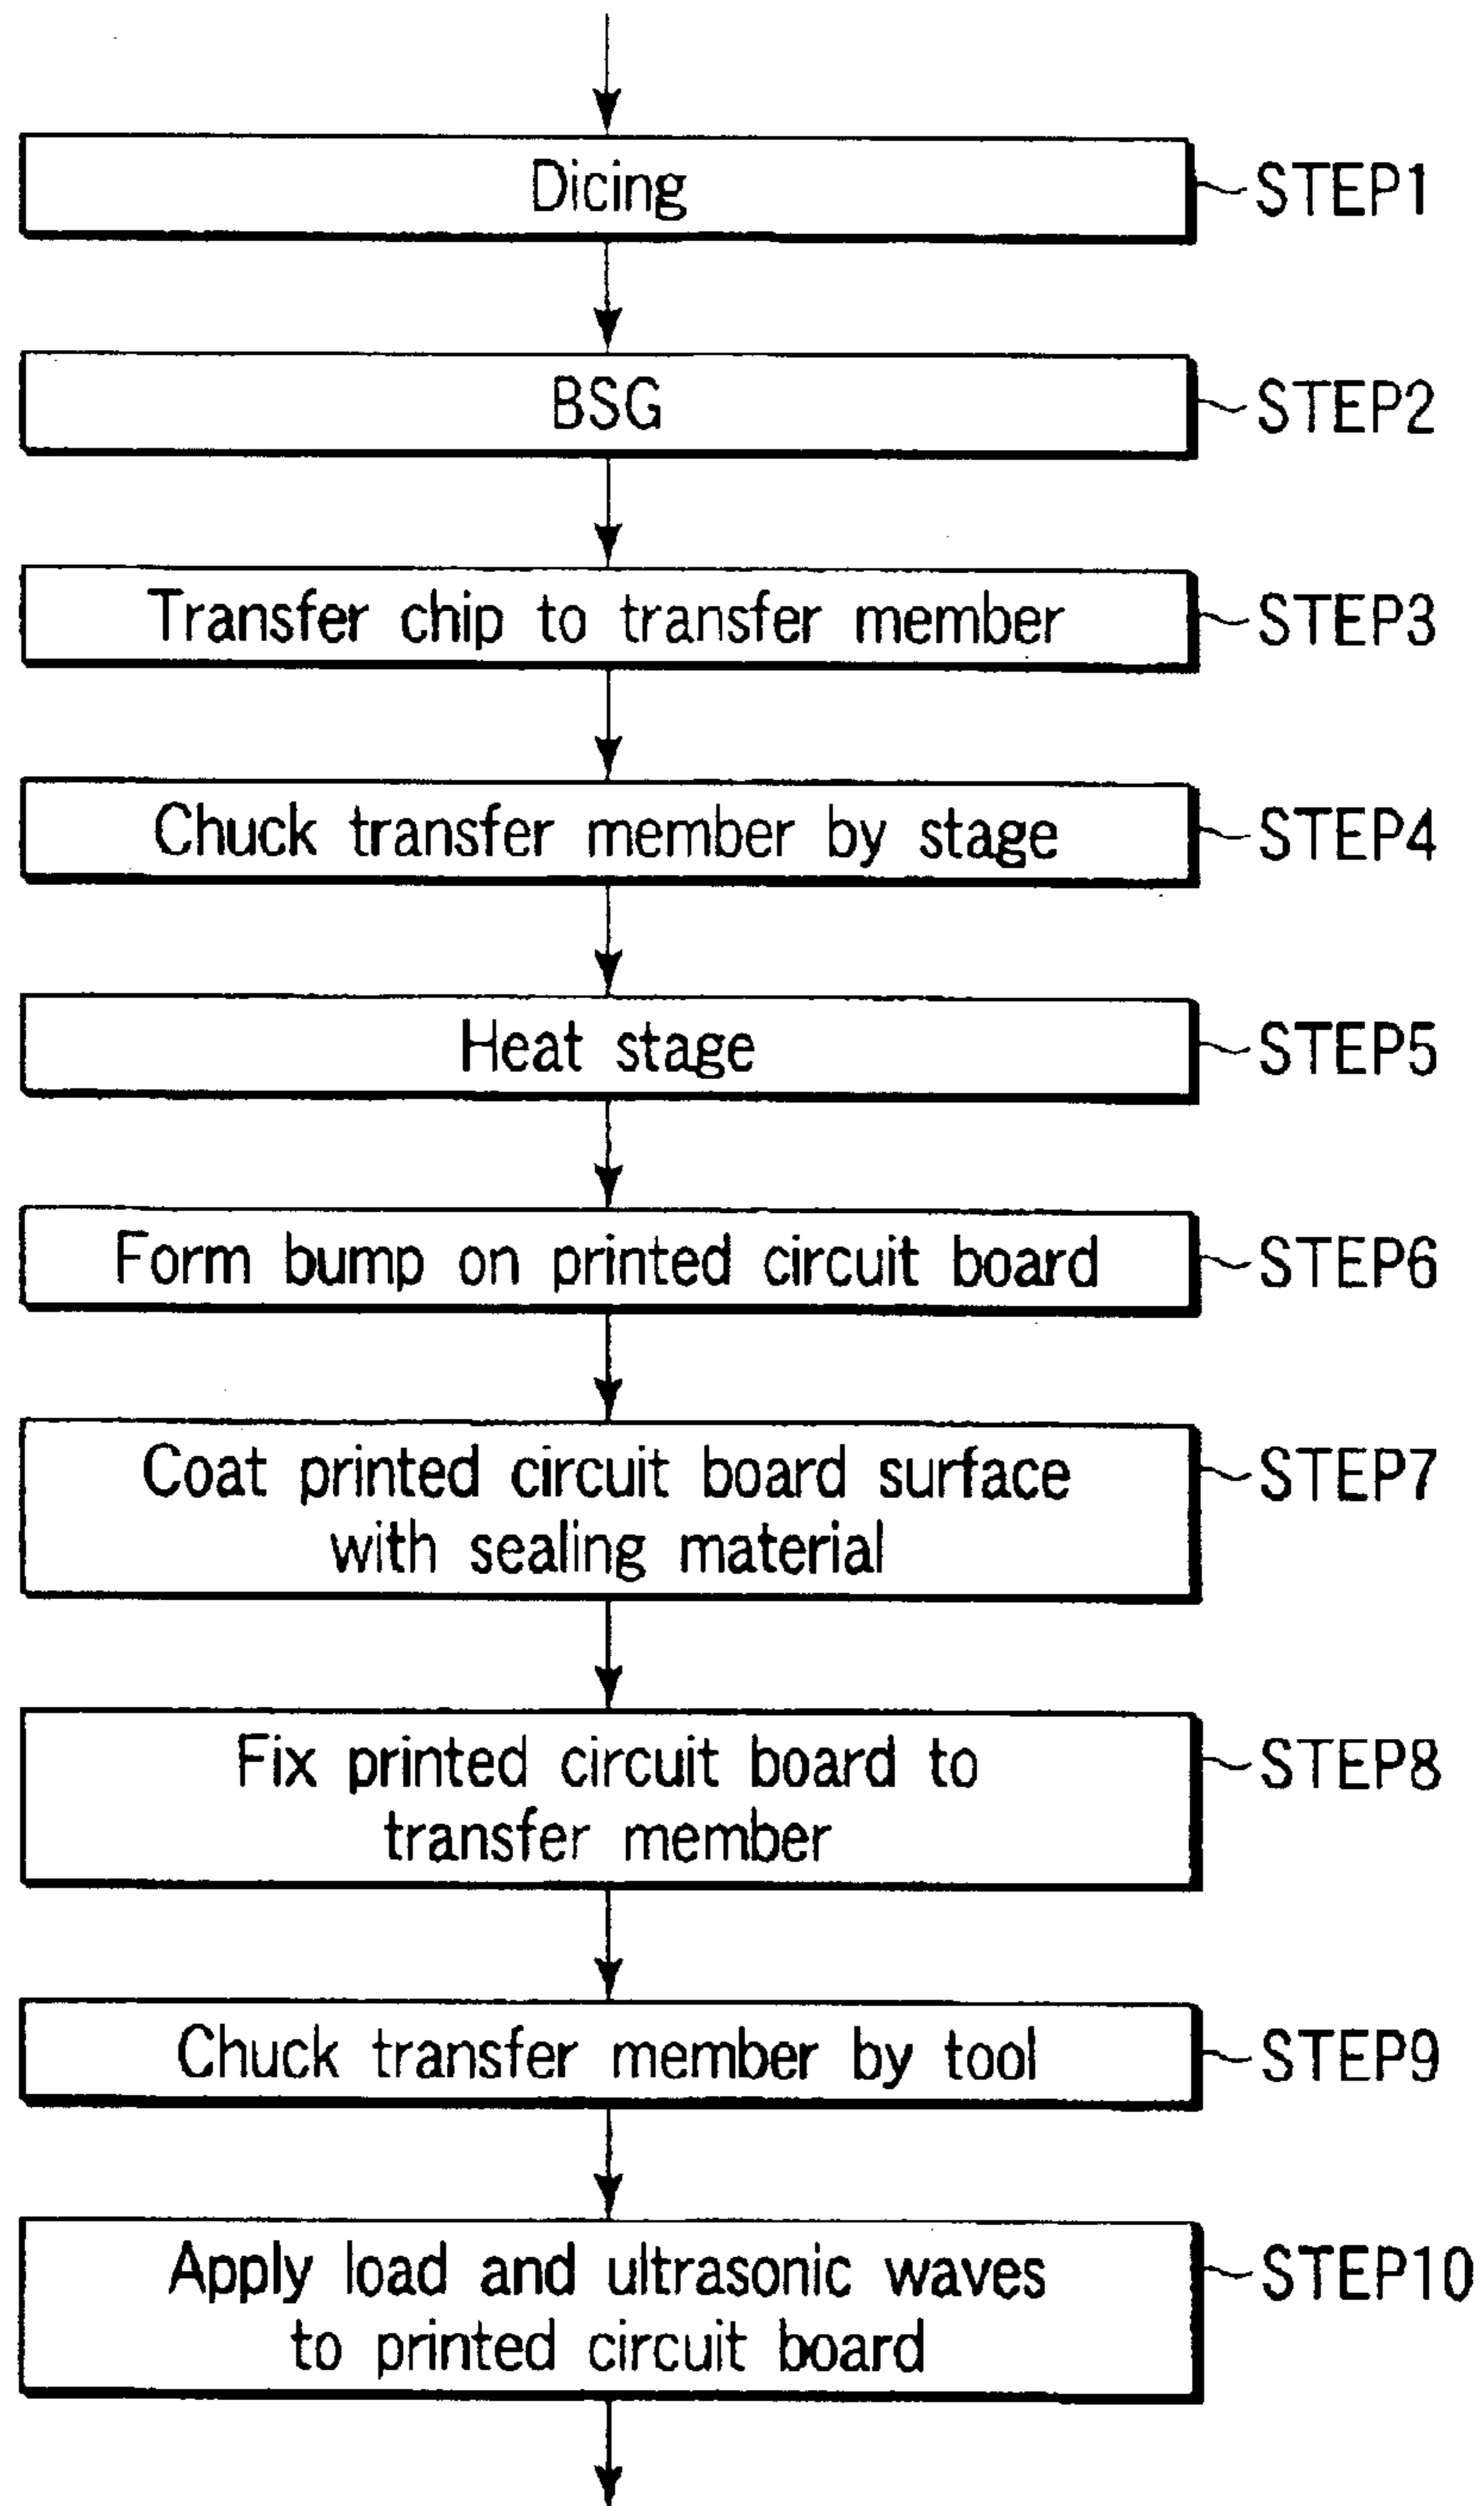 Dicing
STEP1
BSG
STEP2
Transfer chip to transfer member
STEP3
Chuck transfer member by stage
STEP4
Heat stage
STEP5
Form bump on printed circuit board
STEP6
Coat printed circuit board surface
with sealing material
STEP7
Fix printed circuit board to
transfer member
STEP8
Chuck transfer member by tool
STEP9
Apply load and ultrasonic waves
to printed circuit board
STEP10